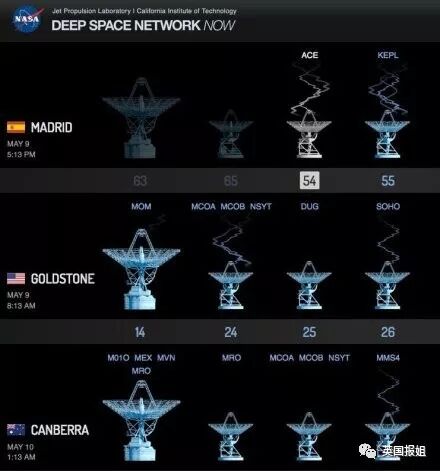 NASA
Jet Propulsion Laboratory | California Institute of Technology
DEEP SPACE NETWORK NOW
ACE KEPL
MADRID
MAY 9
5:13 PM
63 65 54 55
MOM MCOA MCOB NSYT DUG SOHO
GOLDSTONE
MAY 9
8:13 AM
14 24 25 26
M01O MEX MVN MRO MCOA MCOB NSYT MMS4
MRO
CANBERRA
MAY 10
1:13 AM
英国报姐